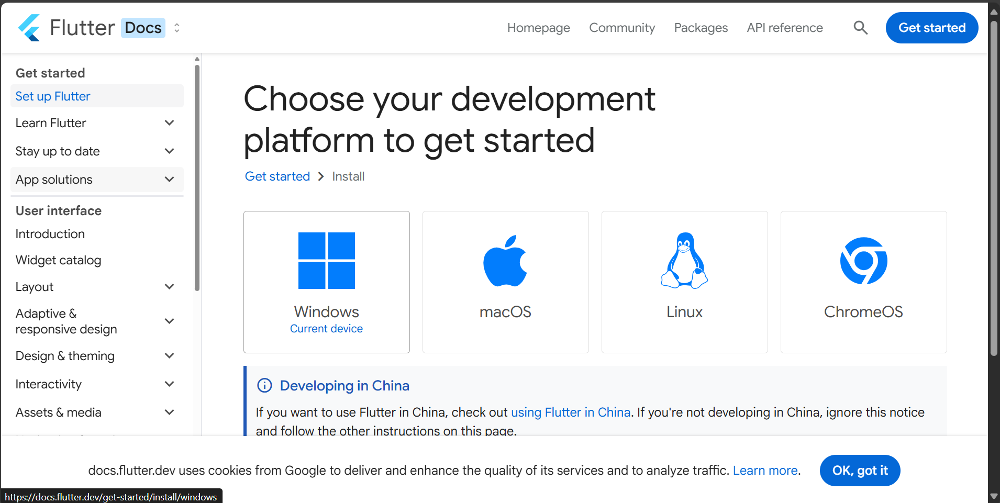 Flutter Docs
Homepage
Community
Packages
API reference
Get started
Get started
Set up Flutter
Learn Flutter
Stay up to date
App solutions
User interface
Introduction
Widget catalog
Layout
Adaptive &
responsive design
Design & theming
Interactivity
Assets & media
Choose your development
platform to get started
Get started
Install
Windows
Current device
macOS
Linux
ChromeOS
Developing in China
If you want to use Flutter in China, check out using Flutter in China. If you're not developing in China, ignore this notice
and follow the other instructions on this page.
docs.flutter.dev uses cookies from Google to deliver and enhance the quality of its services and to analyze traffic. Learn more.
OK, got it
https://docs.flutter.dev/get-started/install/windows